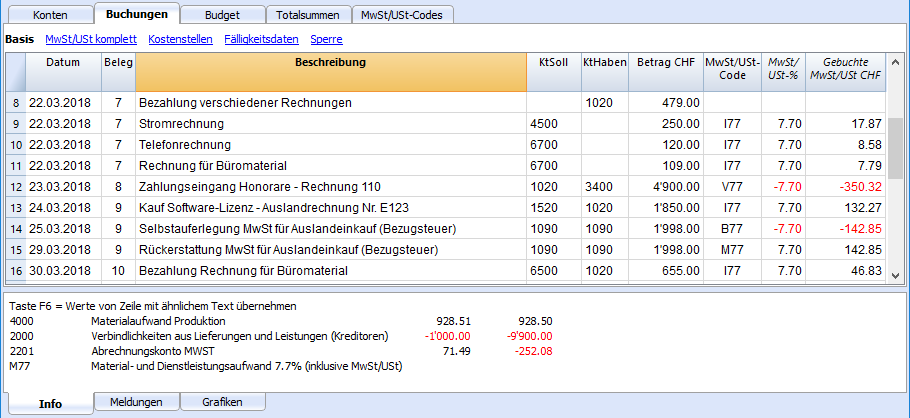 Konten Buchungen Budget Totalsummen MwSt/USt-Codes
Basis MwSt/USt komplett Kostenstellen Fälligkeitsdaten Sperre
Datum Beleg Beschreibung KtSoll KtHaben Betrag CHF MwSt/USt-Code MwSt/USt-% Gebuchte MwSt/USt CHF
8 22.03.2018 7 Bezahlung verschiedener Rechnungen 1020 479.00
9 22.03.2018 7 Stromrechnung 4500 250.00 I77 7.70 17.87
10 22.03.2018 7 Telefonrechnung 6700 120.00 I77 7.70 8.58
11 22.03.2018 7 Rechnung für Büromaterial 6700 109.00 I77 7.70 7.79
12 23.03.2018 8 Zahlungseingang Honorare - Rechnung 110 1020 3400 4'900.00 V77 -7.70 -350.32
13 24.03.2018 9 Kauf Software-Lizenz - Auslandrechnung Nr. E123 1520 1020 1'850.00 I77 7.70 132.27
14 25.03.2018 9 Selbstauferlegung MwSt für Auslandeinkauf (Bezugsteuer) 1090 1090 1'998.00 B77 -7.70 -142.85
15 29.03.2018 9 Rückerstattung MwSt für Auslandeinkauf (Bezugsteuer) 1090 1090 1'998.00 M77 7.70 142.85
16 30.03.2018 10 Bezahlung Rechnung für Büromaterial 6500 1020 655.00 I77 7.70 46.83
Taste F6 = Werte von Zeile mit ähnlichem Text übernehmen
4000 Materialaufwand Produktion 928.51 928.50
2000 Verbindlichkeiten aus Lieferungen und Leistungen (Kreditoren) -1'000.00 -9'900.00
2201 Abrechnungskonto MWST 71.49 -252.08
M77 Material- und Dienstleistungsaufwand 7.7% (inklusive MwSt/USt)
Info Meldungen Grafiken